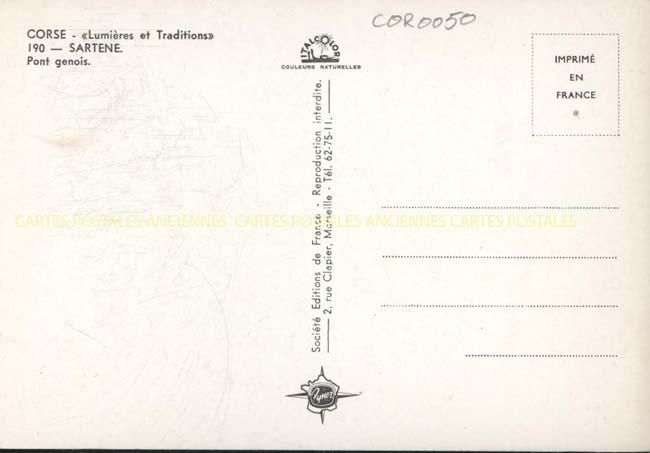 CORSE - «Lumières et Traditions»
190 — SARTENE.
Pont genois.
COR0050
ITALCOLOR
COULEURS NATURELLES
IMPRIMÉ
EN
FRANCE
*
Société Editions de France - Reproduction interdite.
2, rue Clapier, Marseille - Tél. 62-75-11.
CARTES POSTALES ANCIENNES CARTES POSTALES ANCIENNES CARTES POSTALES